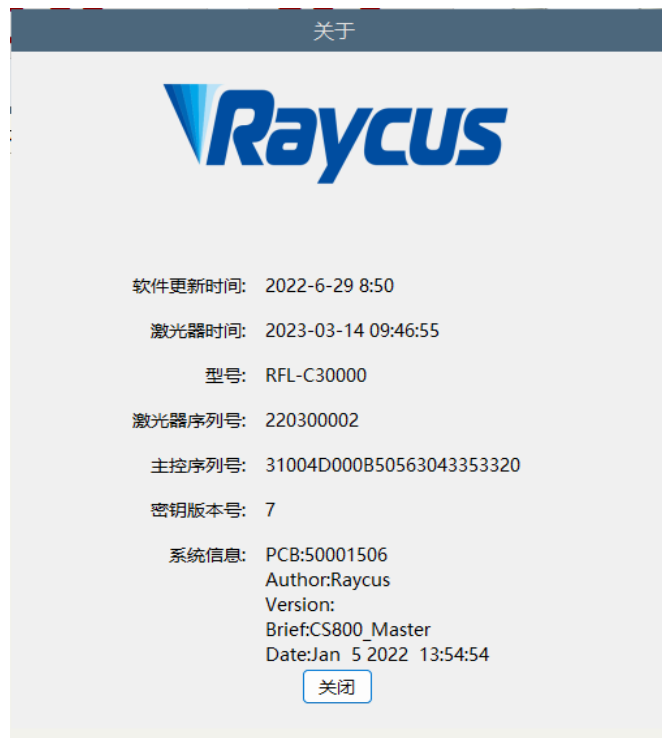 关于
Raycus
软件更新时间: 2022-6-29 8:50
激光器时间: 2023-03-14 09:46:55
型号: RFL-C30000
激光器序列号: 220300002
主控序列号: 31004D000B50563043353320
密钥版本号: 7
系统信息: PCB:50001506
Author:Raycus
Version:
Brief:CS800_Master
Date:Jan  5 2022  13:54:54
关闭